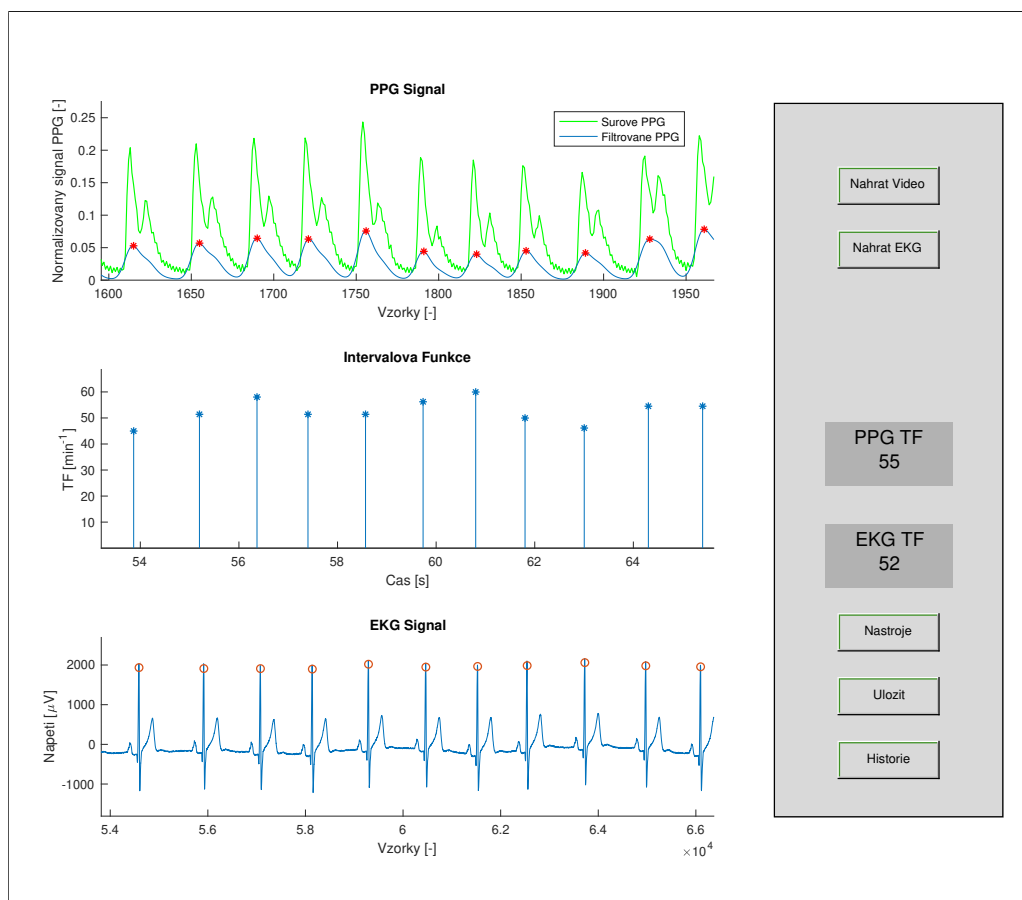 PPG Signal
Normalizovany signal PPG [-]
0.25
0.2
0.15
0.1
0.05
0
Surove PPG
Filtrovane PPG
1600 1650 1700 1750 1800 1850 1900 1950
Vzorky [-]
Intervalova Funkce
TF [min⁻¹]
60
50
40
30
20
10
54 56 58 60 62 64
Cas [s]
EKG Signal
Napeti [μV]
2000
1000
0
-1000
5.4 5.6 5.8 6 6.2 6.4 6.6
×10⁴
Vzorky [-]
Nahrat Video
Nahrat EKG
PPG TF
55
EKG TF
52
Nastroje
Ulozit
Historie